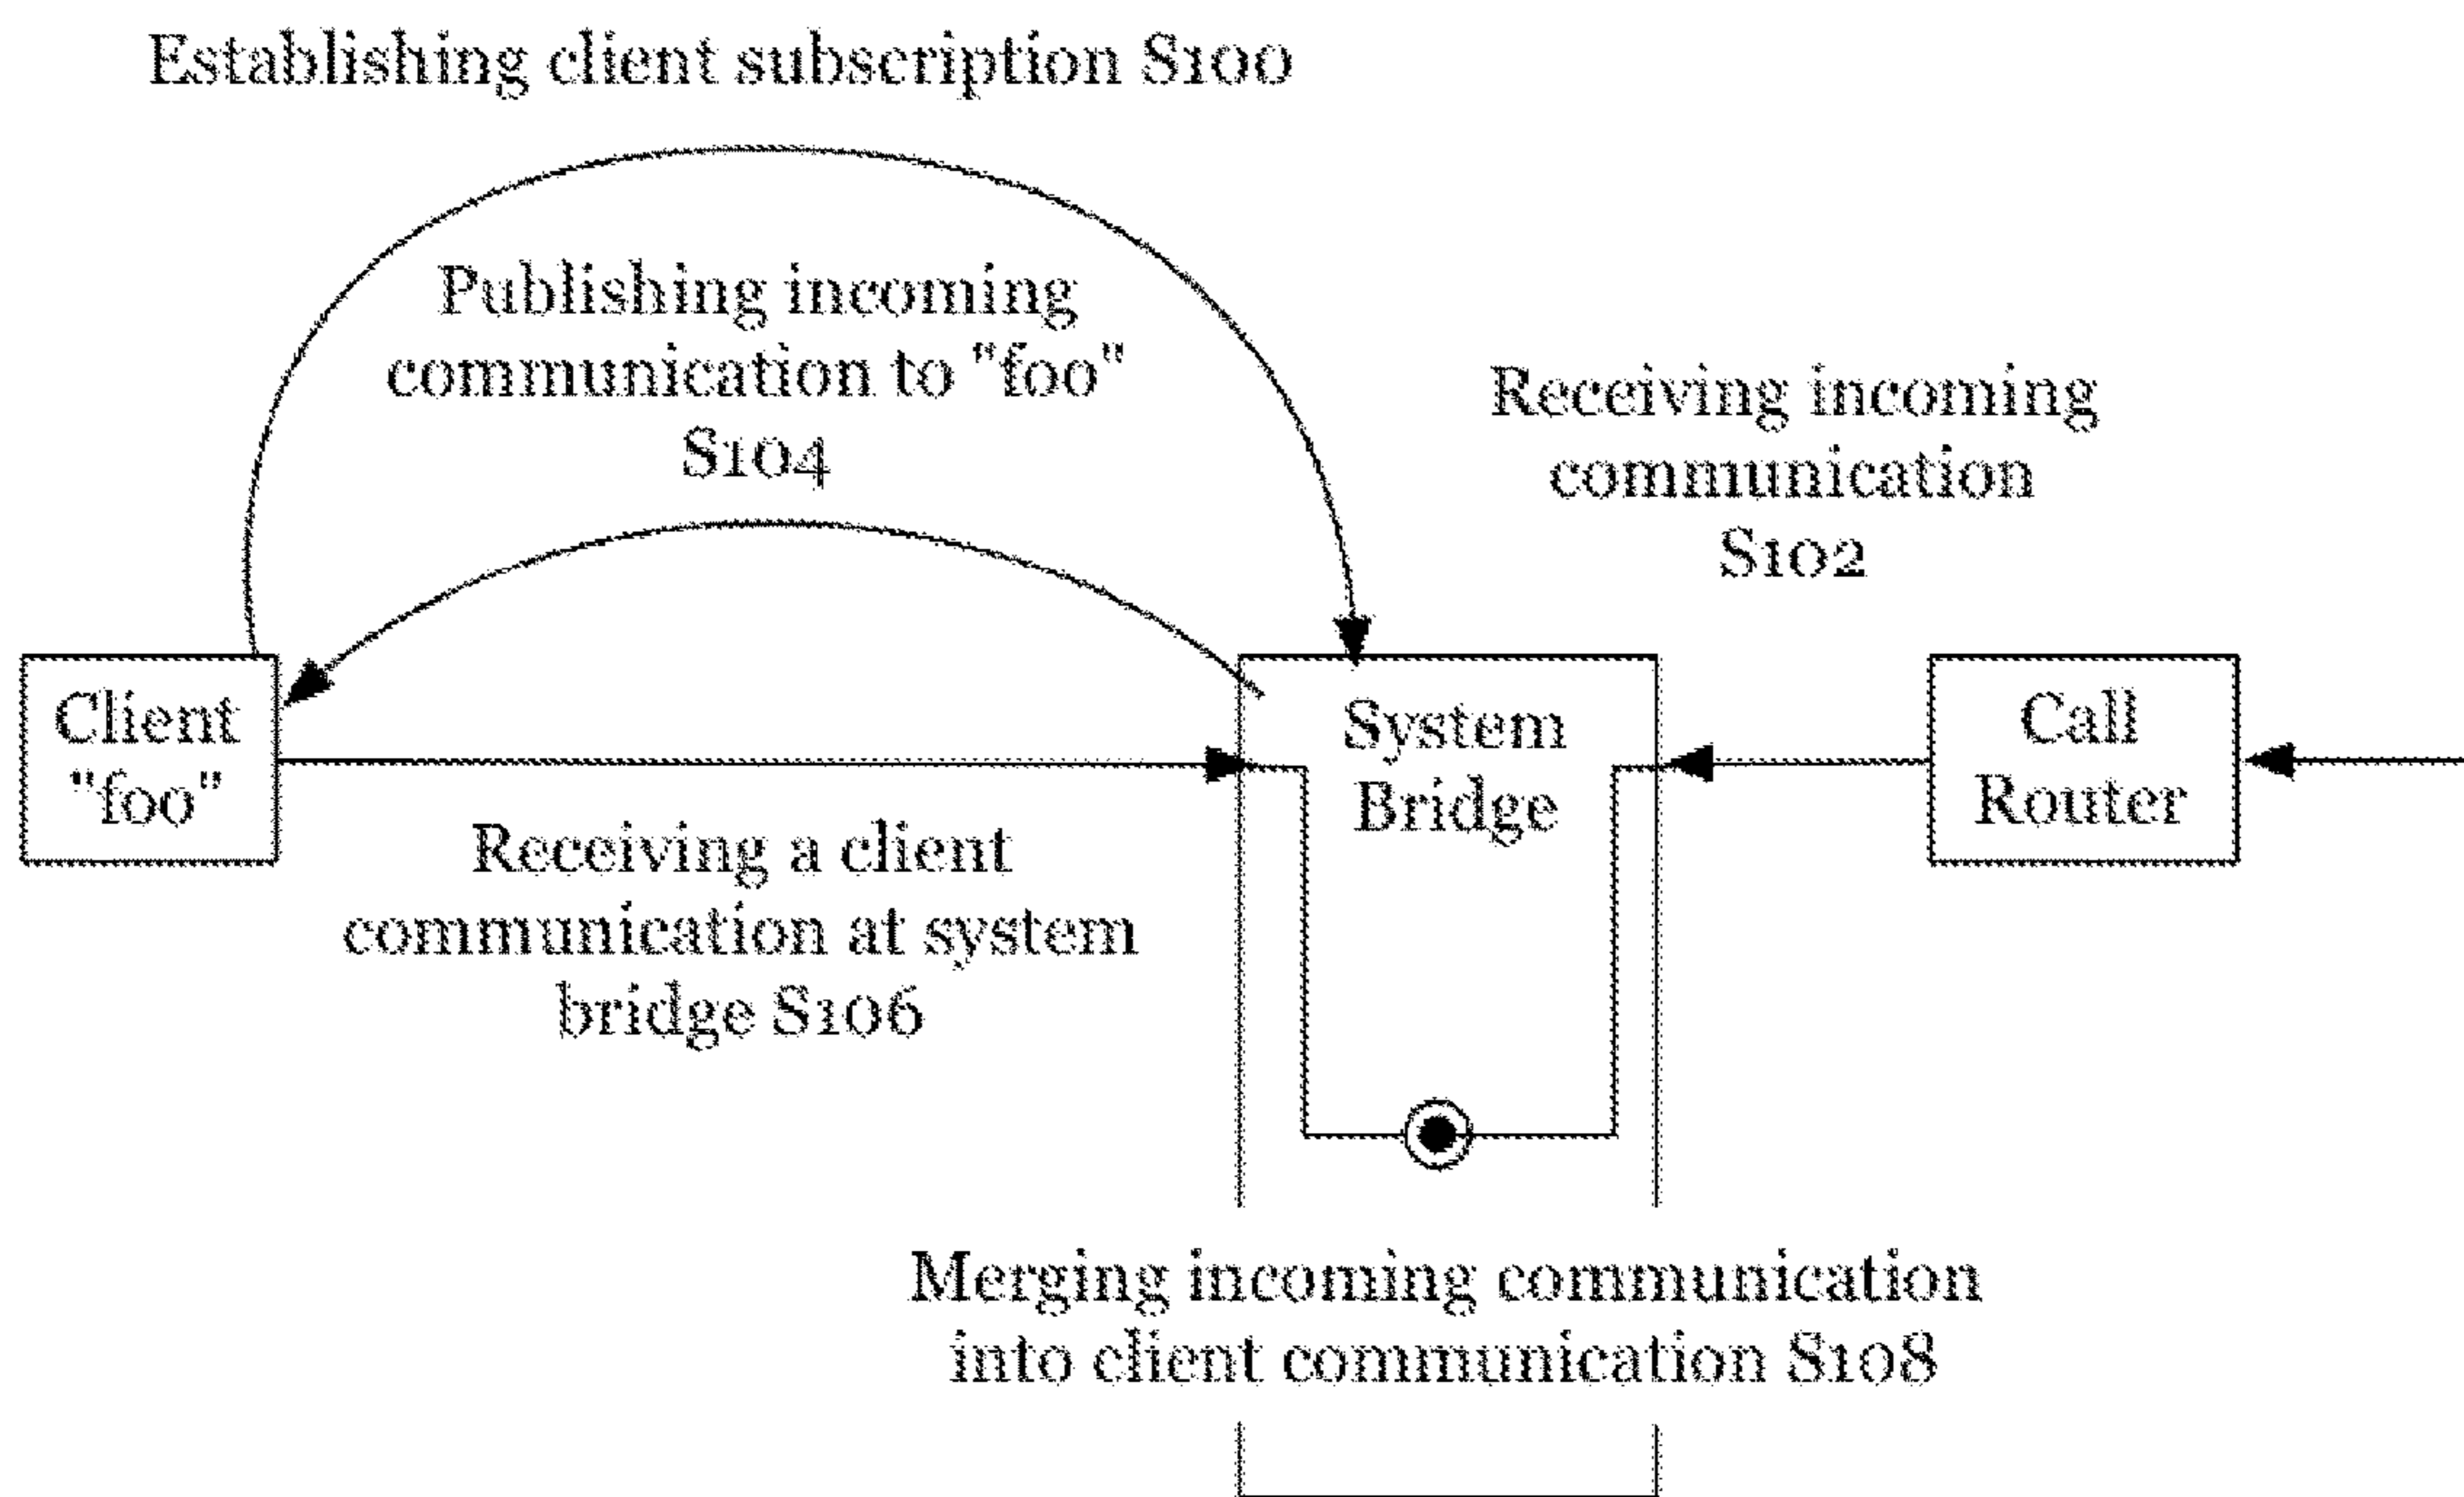 Establishing client subscription S100
Publishing incoming
communication to "foo"
S104
Receiving incoming
communication
S102
Client
"foo"
System
Bridge
Call
Router
Receiving a client
communication at system
bridge S106
Merging incoming communication
into client communication S108